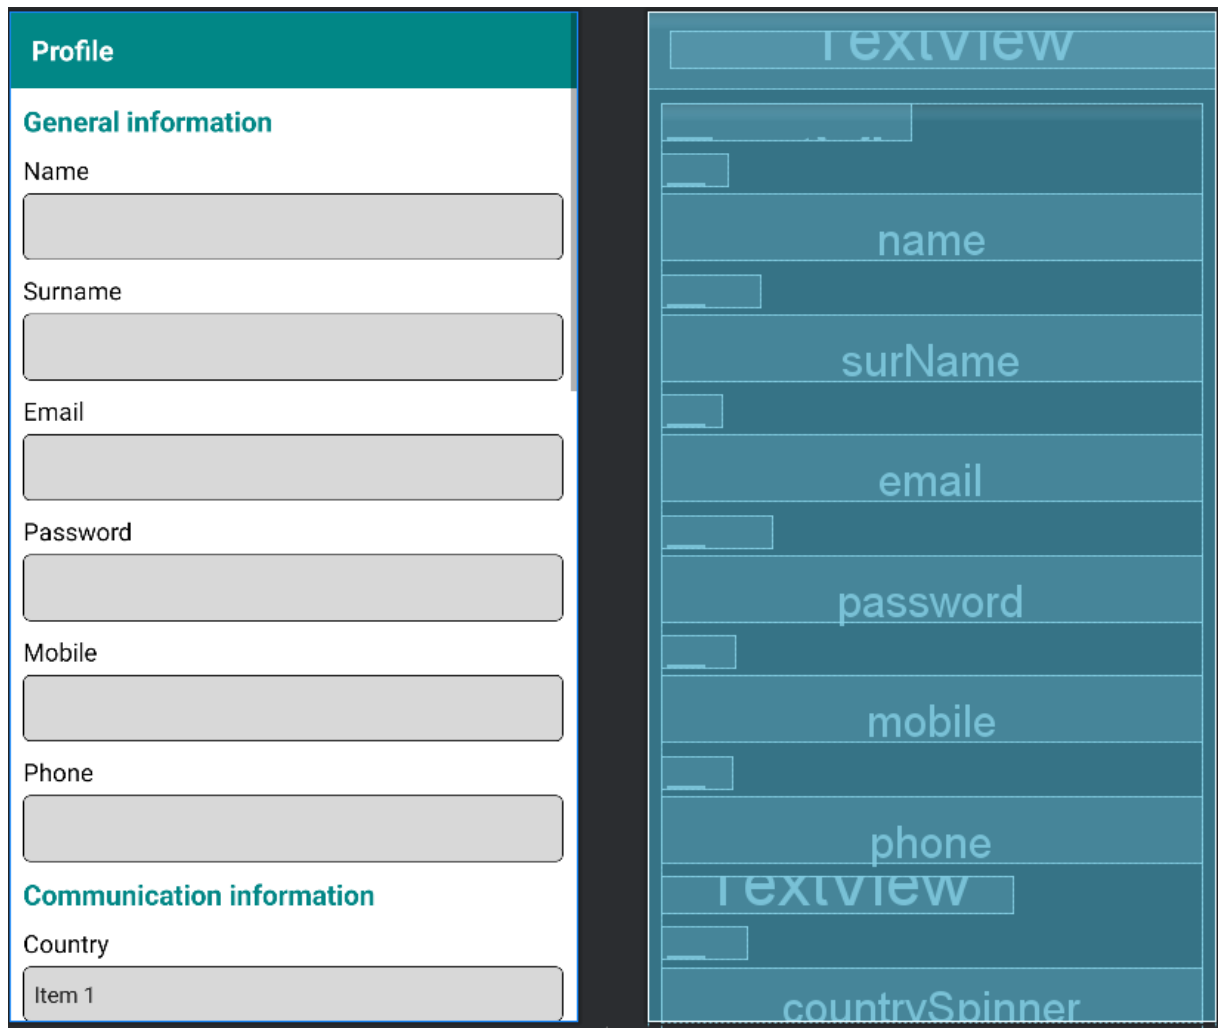 Profile
General information
Name
Surname
Email
Password
Mobile
Phone
Communication information
Country
Item 1
TextView
name
surName
email
password
mobile
phone
TextView
countrySpinner